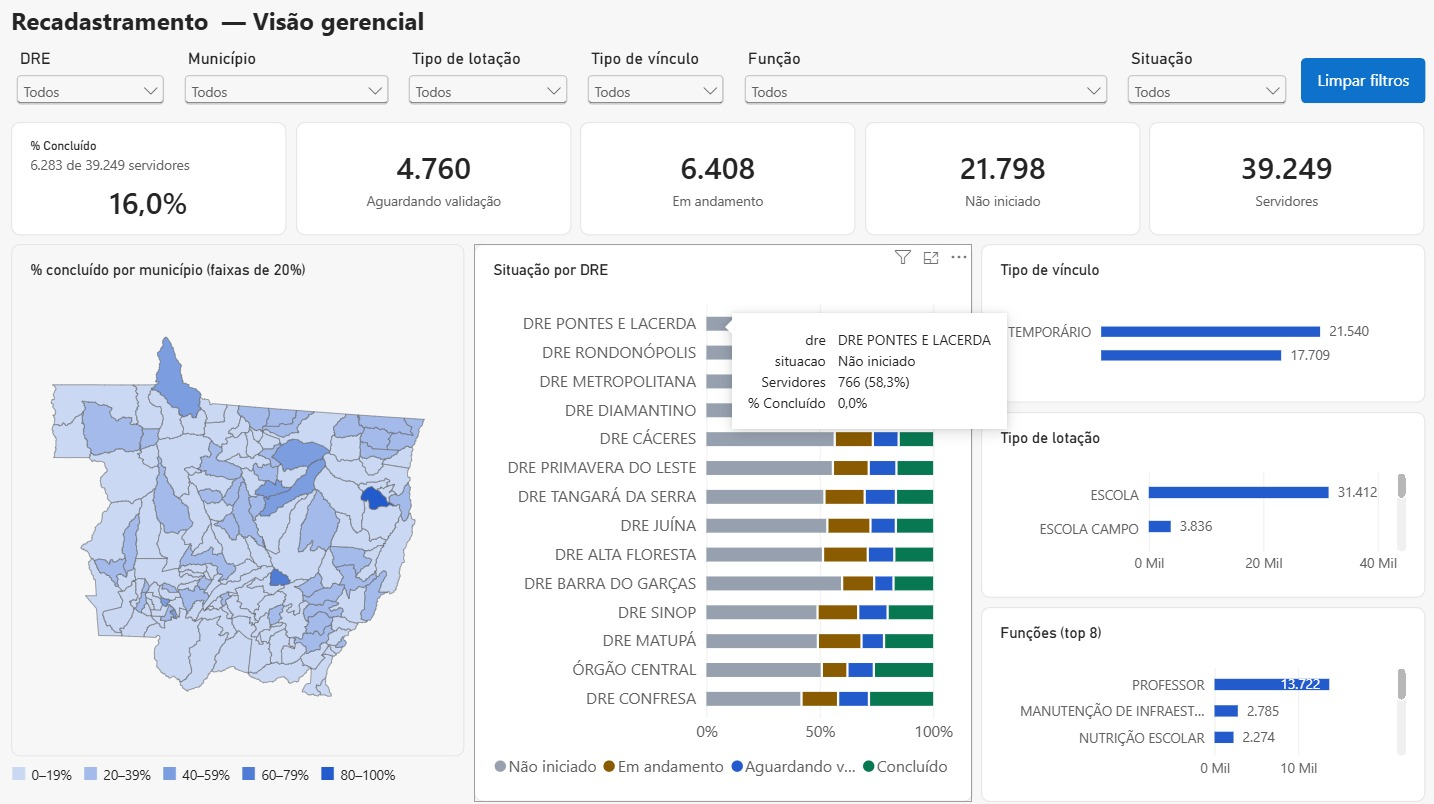 Recadastramento — Visão gerencial
DRE
Município
Tipo de lotação
Tipo de vínculo
Função
Situação
Todos
Todos
Todos
Todos
Todos
Todos
Limpar filtros
% Concluído
6.283 de 39.249 servidores
16,0%
4.760
Aguardando validação
6.408
Em andamento
21.798
Não iniciado
39.249
Servidores
% concluído por município (faixas de 20%)
0–19%
20–39%
40–59%
60–79%
80–100%
Situação por DRE
DRE PONTES E LACERDA
DRE RONDONÓPOLIS
DRE METROPOLITANA
DRE DIAMANTINO
DRE CÁCERES
DRE PRIMAVERA DO LESTE
DRE TANGARÁ DA SERRA
DRE JUÍNA
DRE ALTA FLORESTA
DRE BARRA DO GARÇAS
DRE SINOP
DRE MATUPÁ
ÓRGÃO CENTRAL
DRE CONFRESA
0% 50% 100%
Não iniciado Em andamento Aguardando v... Concluído
dre DRE PONTES E LACERDA
situacao Não iniciado
Servidores 766 (58,3%)
% Concluído 0,0%
Tipo de vínculo
TEMPORÁRIO 21.540
17.709
Tipo de lotação
ESCOLA 31.412
ESCOLA CAMPO 3.836
0 Mil 20 Mil 40 Mil
Funções (top 8)
PROFESSOR 13.722
MANUTENÇÃO DE INFRAEST... 2.785
NUTRIÇÃO ESCOLAR 2.274
0 Mil 10 Mil